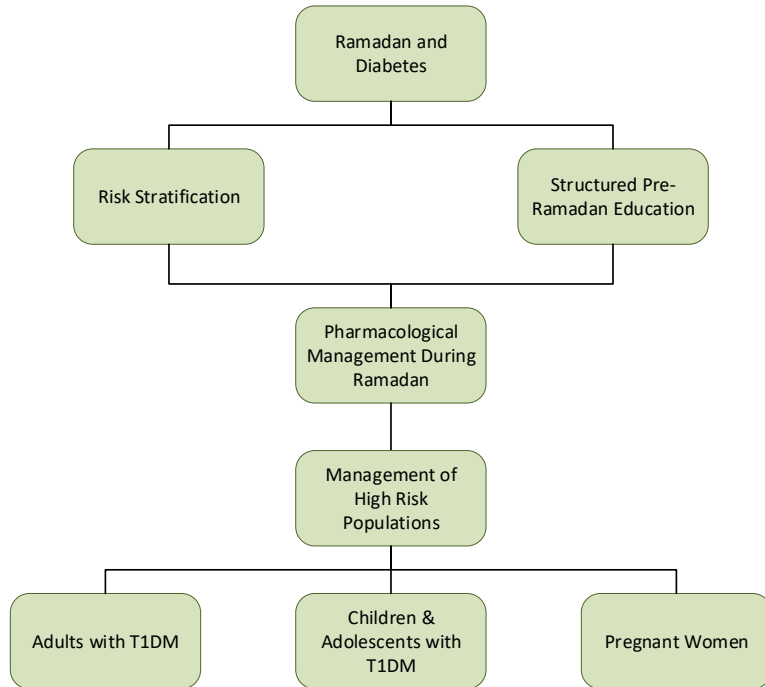 Ramadan and
Diabetes
Risk Stratification
Structured Pre-
Ramadan Education
Pharmacological
Management During
Ramadan
Management of
High Risk
Populations
Adults with T1DM
Children &
Adolescents with
T1DM
Pregnant Women